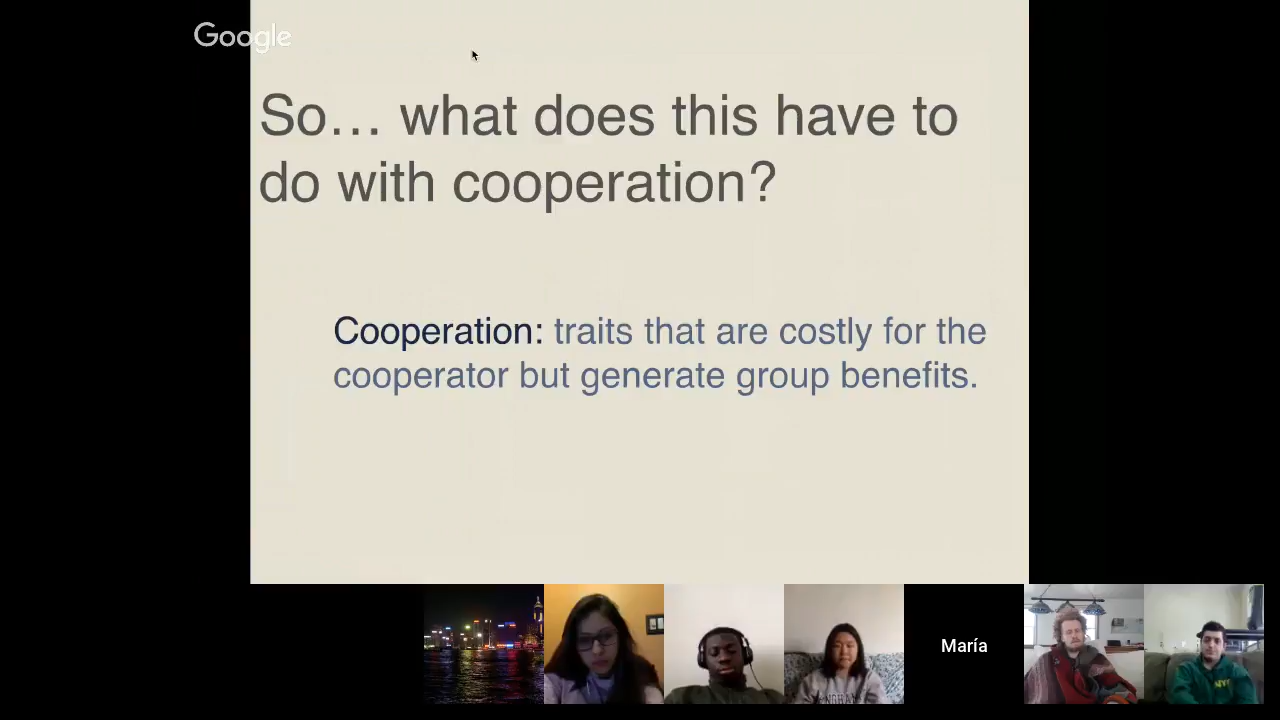 Google
So... what does this have to
do with cooperation?
Cooperation: traits that are costly for the
cooperator but generate group benefits.
María